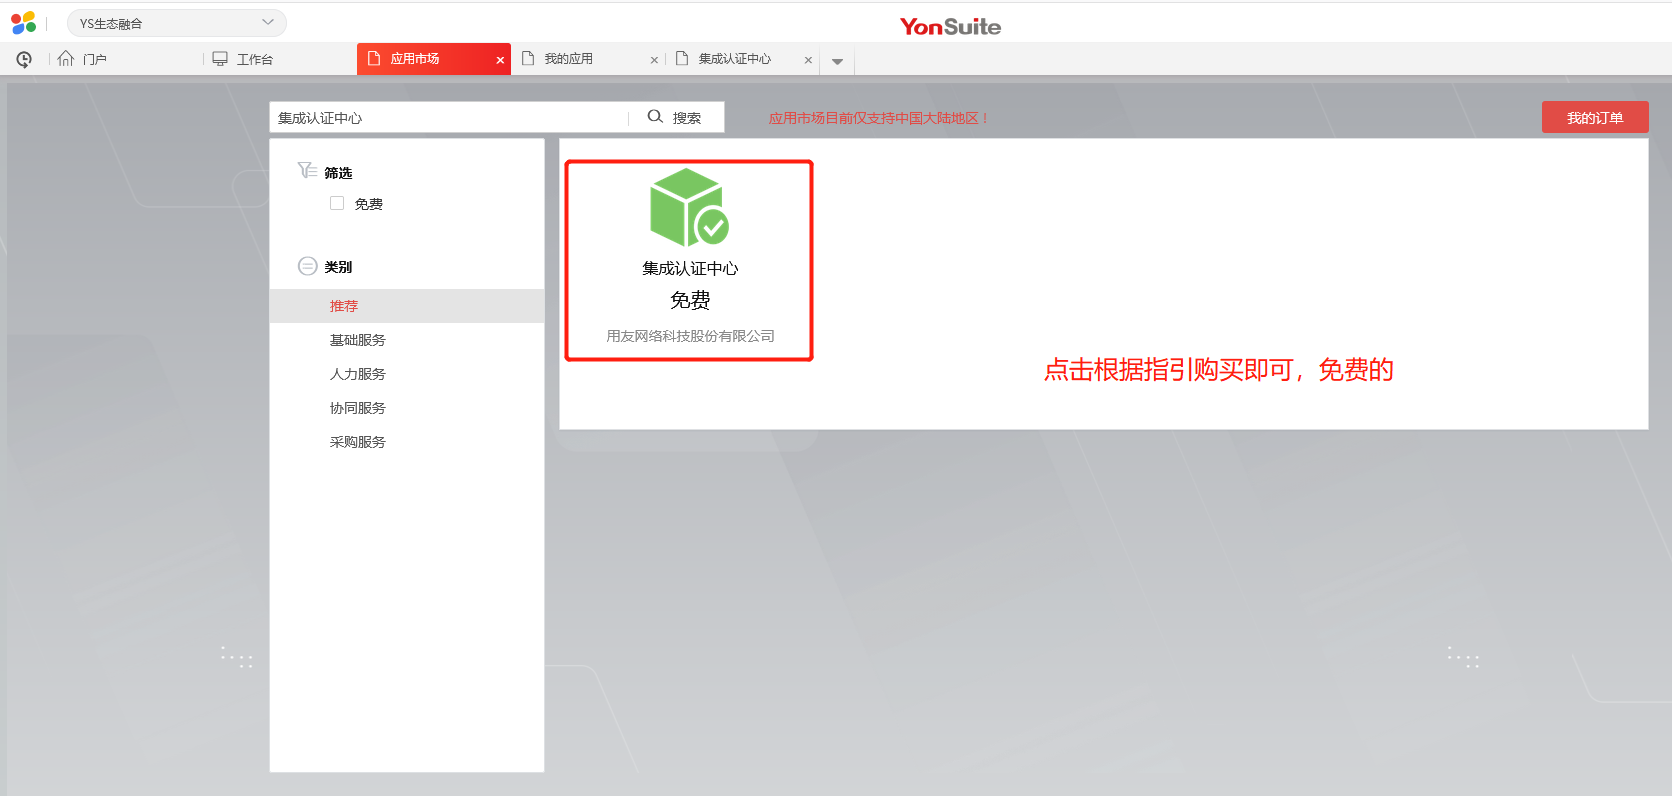 YS生态融合
YonSuite
门户
工作台
应用市场
我的应用
集成认证中心
集成认证中心
搜索
应用市场目前仅支持中国大陆地区！
我的订单
筛选
免费
类别
推荐
基础服务
人力服务
协同服务
采购服务
集成认证中心
免费
用友网络科技股份有限公司
点击根据指引购买即可，免费的